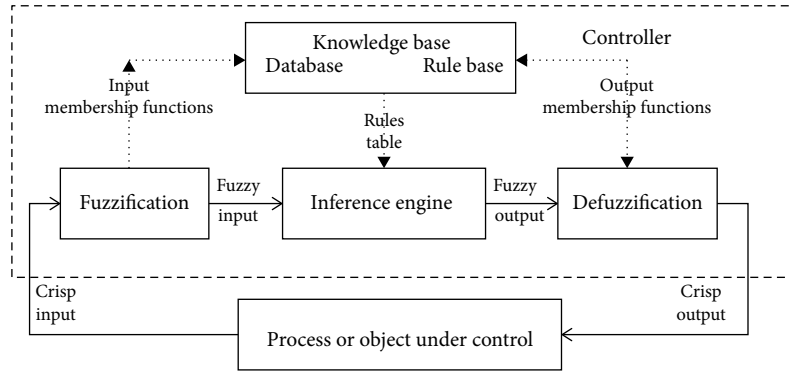 Knowledge base
Database
Rule base
Controller
Input
membership functions
Output
membership functions
Rules
table
Fuzzification
Fuzzy
input
Inference engine
Fuzzy
output
Defuzzification
Crisp
input
Crisp
output
Process or object under control